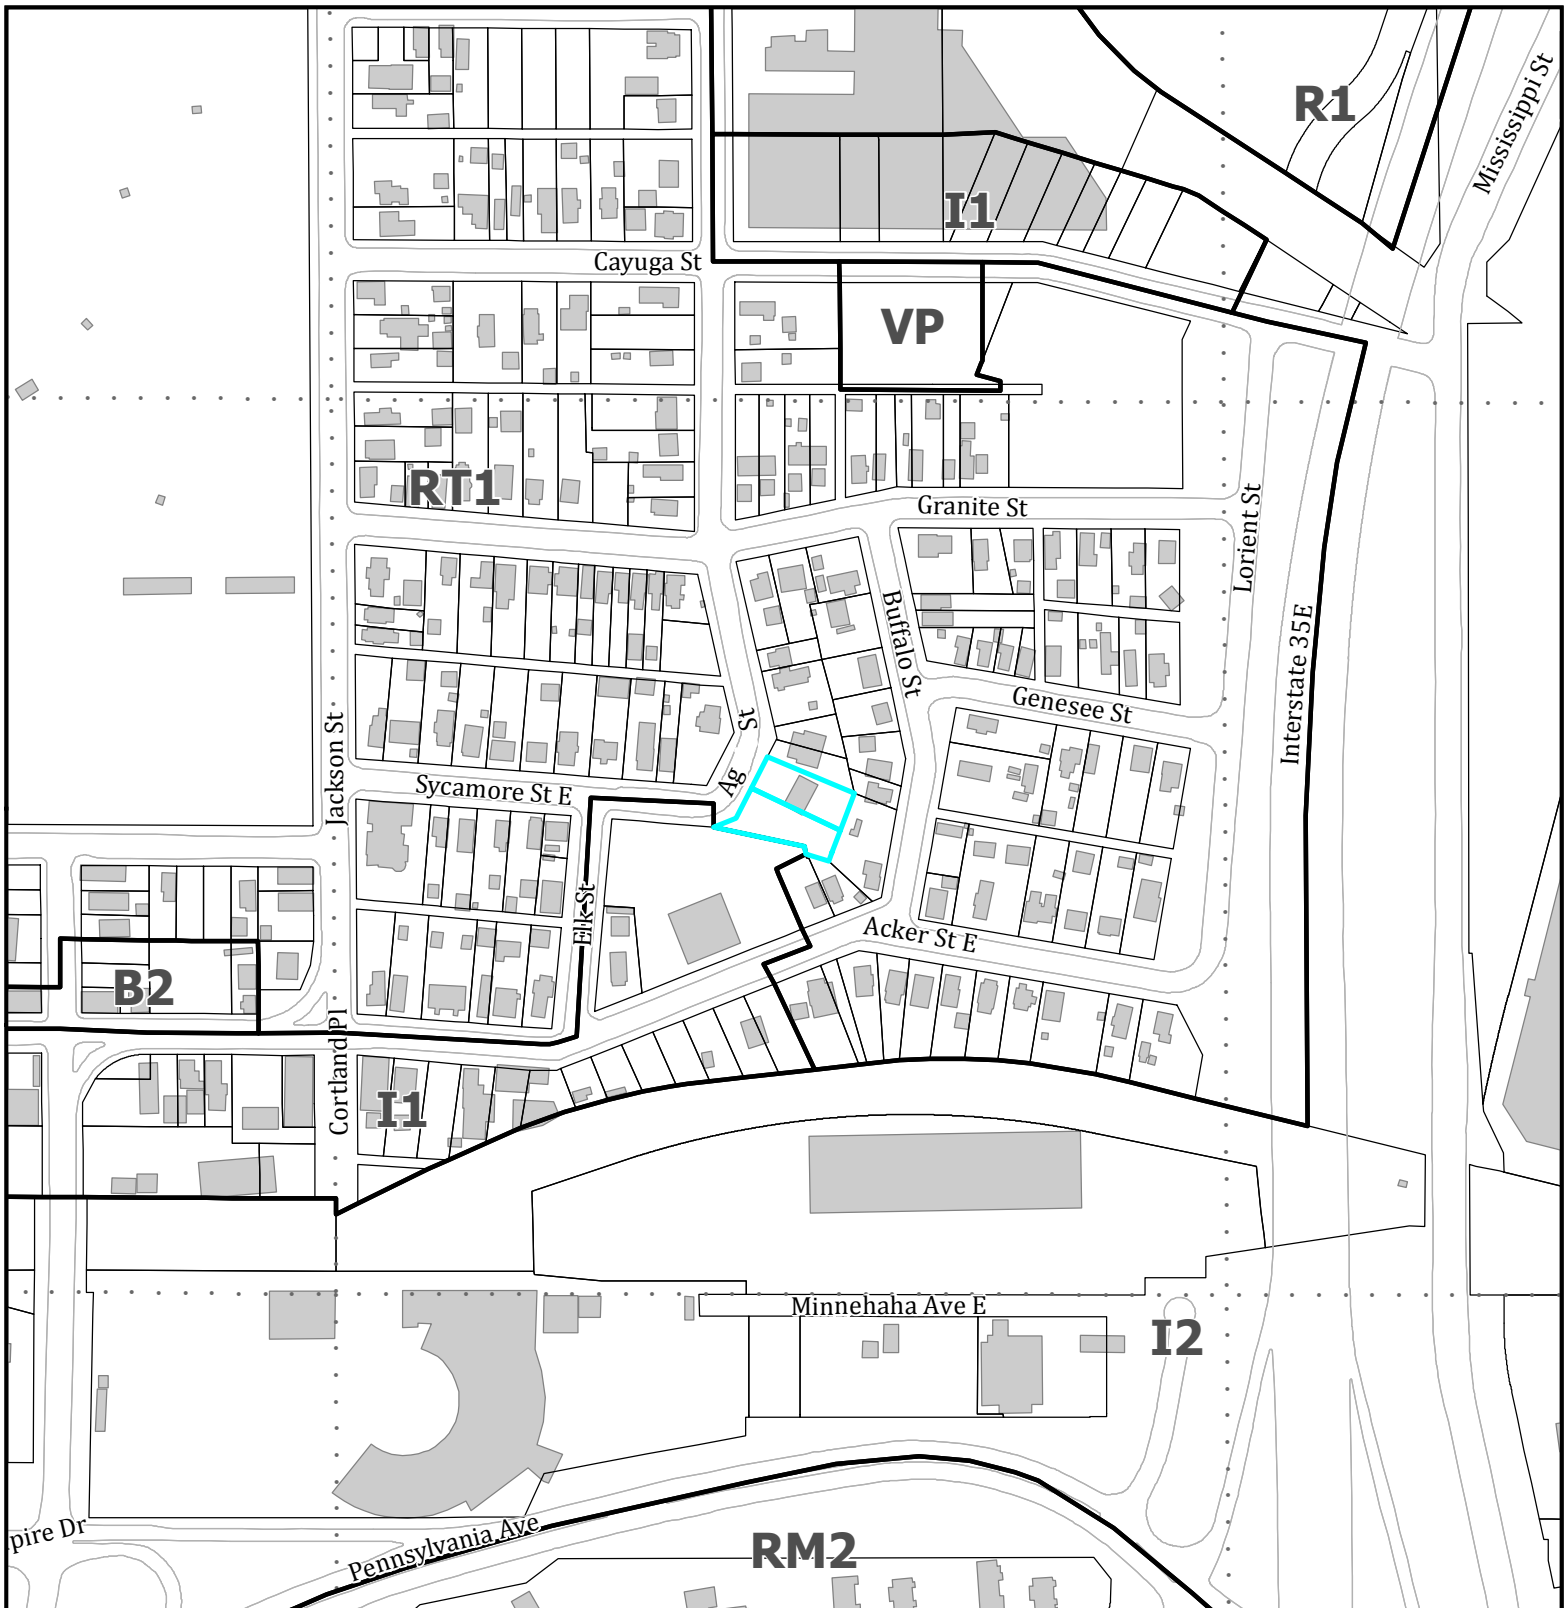 R1
Mississippi St
I1
Cayuga St
VP
RT1
Granite St
Lorient St
Buffalo St
Interstate 35E
Genesee St
Jackson St
Ag St
Sycamore St E
Elk St
Acker St E
B2
Cortland Pl
I1
Minnehaha Ave E
I2
pire Dr
Pennsylvania Ave
RM2